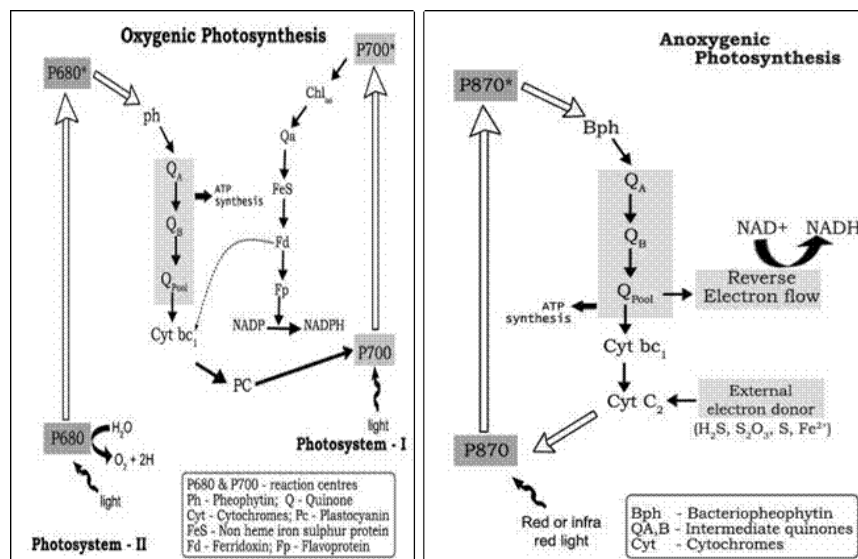 Oxygenic Photosynthesis
P700*
P680*
Chl
ph
Qa
QA
ATP
synthesis
FeS
QB
Fd
QPool
Fp
Cyt bc1
NADP
NADPH
P700
PC
P680
H2O
O2 + 2H
light
light
Photosystem - I
Photosystem - II
P680 & P700 - reaction centres
Ph - Pheophytin; Q - Quinone
Cyt - Cytochromes; Pc - Plastocyanin
FeS - Non heme iron sulphur protein
Fd - Ferridoxin; Fp - Flavoprotein
Anoxygenic
Photosynthesis
P870*
Bph
QA
QB
NAD+
NADH
QPool
Reverse
Electron flow
ATP
synthesis
Cyt bc1
Cyt C2
External
electron donor
(H2S, S2O3, S, Fe2+)
P870
Red or infra
red light
Bph - Bacteriopheophytin
QA,B - Intermediate quinones
Cyt - Cytochromes